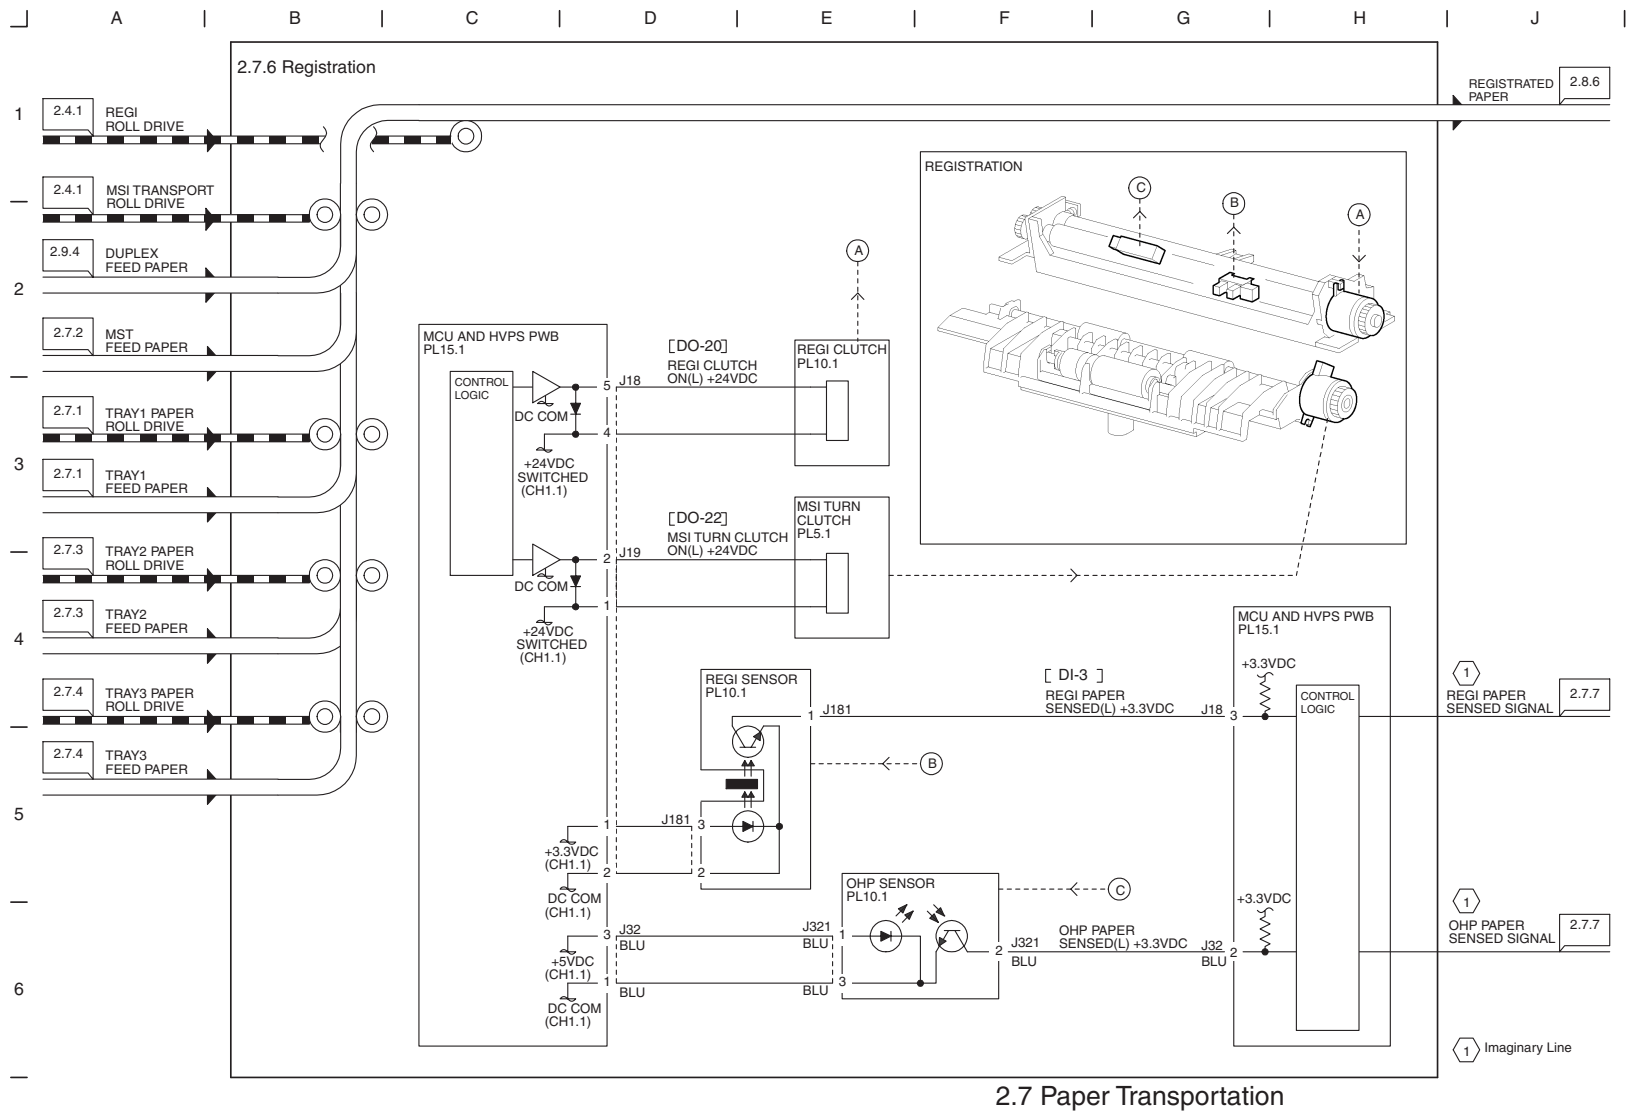 A B C D E F G H J
2.7.6 Registration
1
2.4.1
REGI
ROLL DRIVE
REGISTRATED
PAPER
2.8.6
2.4.1
MSI TRANSPORT
ROLL DRIVE
2.9.4
DUPLEX
FEED PAPER
2
2.7.2
MST
FEED PAPER
2.7.1
TRAY1 PAPER
ROLL DRIVE
3
2.7.1
TRAY1
FEED PAPER
2.7.3
TRAY2 PAPER
ROLL DRIVE
4
2.7.3
TRAY2
FEED PAPER
2.7.4
TRAY3 PAPER
ROLL DRIVE
2.7.4
TRAY3
FEED PAPER
5
6
REGISTRATION
C
B
A
A
MCU AND HVPS PWB
PL15.1
CONTROL
LOGIC
DC COM
5
J18
4
+24VDC
SWITCHED
(CH1.1)
[DO-20]
REGI CLUTCH
ON(L) +24VDC
REGI CLUTCH
PL10.1
DC COM
2
J19
1
+24VDC
SWITCHED
(CH1.1)
[DO-22]
MSI TURN CLUTCH
ON(L) +24VDC
MSI TURN
CLUTCH
PL5.1
REGI SENSOR
PL10.1
1
J181
[ DI-3 ]
REGI PAPER
SENSED(L) +3.3VDC
J18
3
MCU AND HVPS PWB
PL15.1
+3.3VDC
CONTROL
LOGIC
1
REGI PAPER
SENSED SIGNAL
2.7.7
B
1
J181
3
+3.3VDC
(CH1.1)
2
2
DC COM
(CH1.1)
OHP SENSOR
PL10.1
C
3
J32
BLU
J321
BLU
1
+5VDC
(CH1.1)
1
BLU
BLU
3
DC COM
(CH1.1)
2
J321
BLU
OHP PAPER
SENSED(L) +3.3VDC
J32
BLU
2
+3.3VDC
1
OHP PAPER
SENSED SIGNAL
2.7.7
1
Imaginary Line
2.7 Paper Transportation